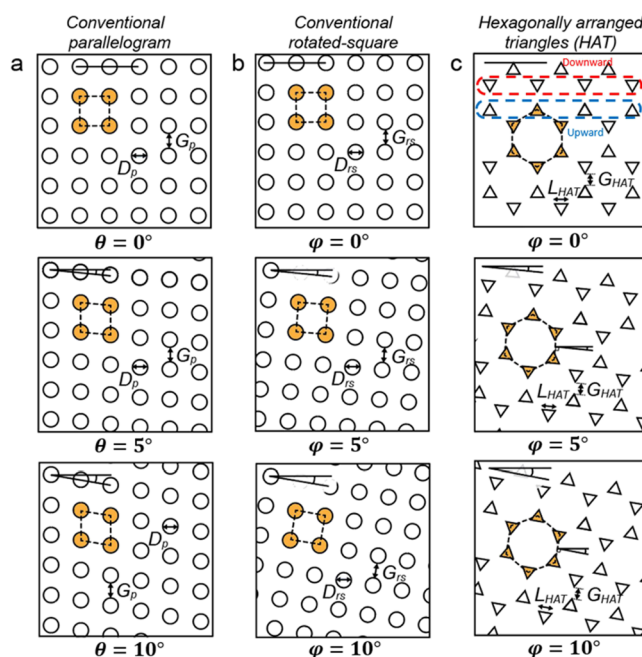 Conventional
parallelogram
Conventional
rotated-square
Hexagonally arranged
triangles (HAT)
a
b
c
Downward
Upward
G_p
D_p
G_rs
D_rs
G_HAT
L_HAT
θ = 0°
φ = 0°
φ = 0°
G_p
D_p
G_rs
D_rs
G_HAT
L_HAT
θ = 5°
φ = 5°
φ = 5°
D_p
G_p
G_rs
D_rs
G_HAT
L_HAT
θ = 10°
φ = 10°
φ = 10°